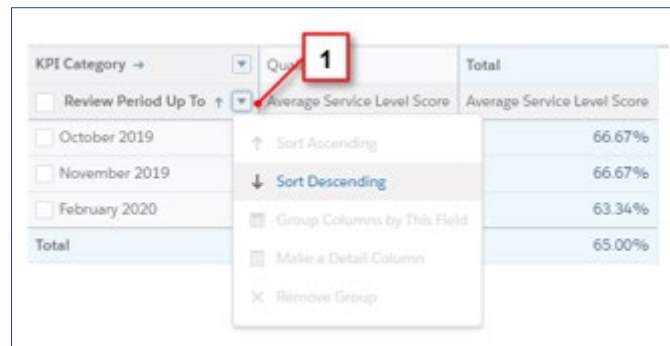 KPI Category → Total
1
Review Period Up To ↑ Average Service Level Score Average Service Level Score
October 2019 66.67%
↑ Sort Ascending
November 2019 66.67%
↓ Sort Descending
February 2020 63.34%
Group Columns by This Field
Total 65.00%
Make a Detail Column
× Remove Group